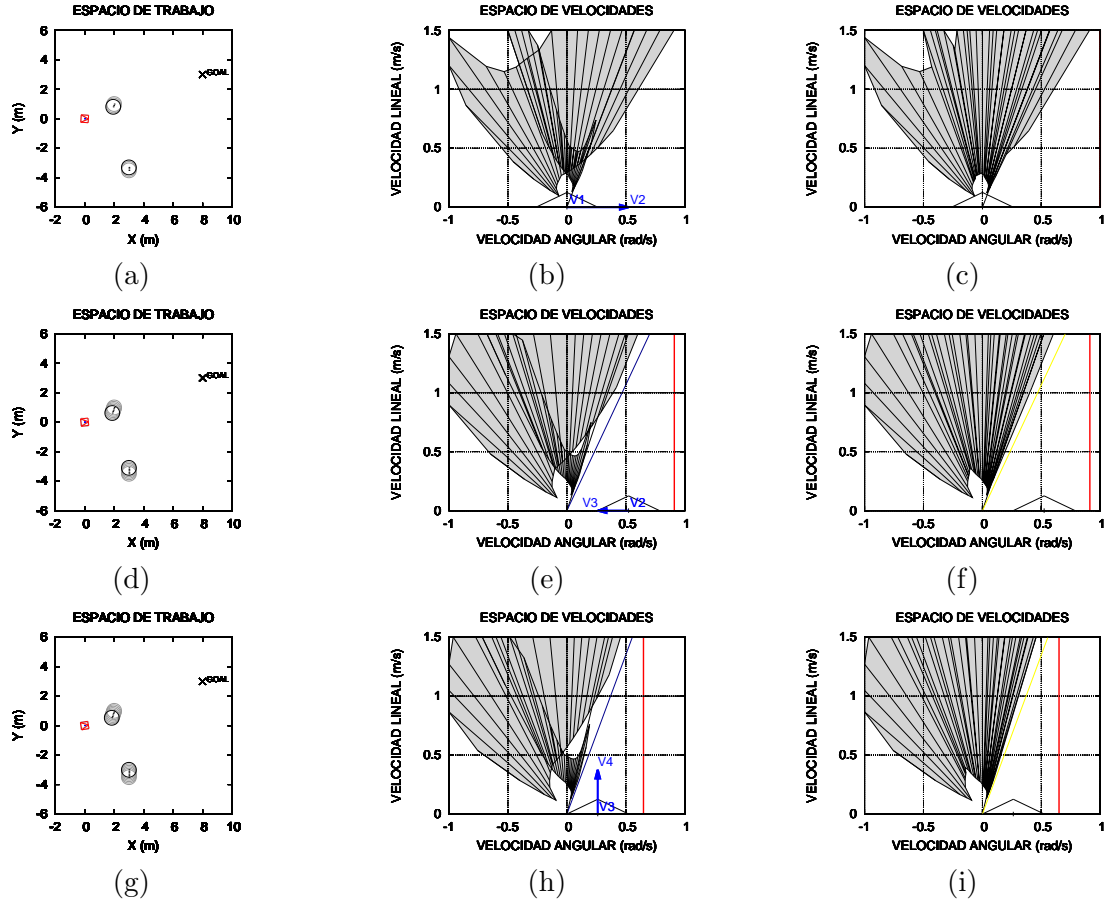 ESPACIO DE TRABAJO
6
4
2
0
-2
-4
-6
Y (m)
GOAL
-2 0 2 4 6 8 10
X (m)
(a)
ESPACIO DE VELOCIDADES
1.5
1
0.5
0
VELOCIDAD LINEAL (m/s)
V1 V2
-1 -0.5 0 0.5 1
VELOCIDAD ANGULAR (rad/s)
(b)
ESPACIO DE VELOCIDADES
1.5
1
0.5
0
VELOCIDAD LINEAL (m/s)
-1 -0.5 0 0.5 1
VELOCIDAD ANGULAR (rad/s)
(c)
ESPACIO DE TRABAJO
6
4
2
0
-2
-4
-6
Y (m)
GOAL
-2 0 2 4 6 8 10
X (m)
(d)
ESPACIO DE VELOCIDADES
1.5
1
0.5
0
VELOCIDAD LINEAL (m/s)
V3 V2
-1 -0.5 0 0.5 1
VELOCIDAD ANGULAR (rad/s)
(e)
ESPACIO DE VELOCIDADES
1.5
1
0.5
0
VELOCIDAD LINEAL (m/s)
-1 -0.5 0 0.5 1
VELOCIDAD ANGULAR (rad/s)
(f)
ESPACIO DE TRABAJO
6
4
2
0
-2
-4
-6
Y (m)
GOAL
-2 0 2 4 6 8 10
X (m)
(g)
ESPACIO DE VELOCIDADES
1.5
1
0.5
0
VELOCIDAD LINEAL (m/s)
V4
V3
-1 -0.5 0 0.5 1
VELOCIDAD ANGULAR (rad/s)
(h)
ESPACIO DE VELOCIDADES
1.5
1
0.5
0
VELOCIDAD LINEAL (m/s)
-1 -0.5 0 0.5 1
VELOCIDAD ANGULAR (rad/s)
(i)